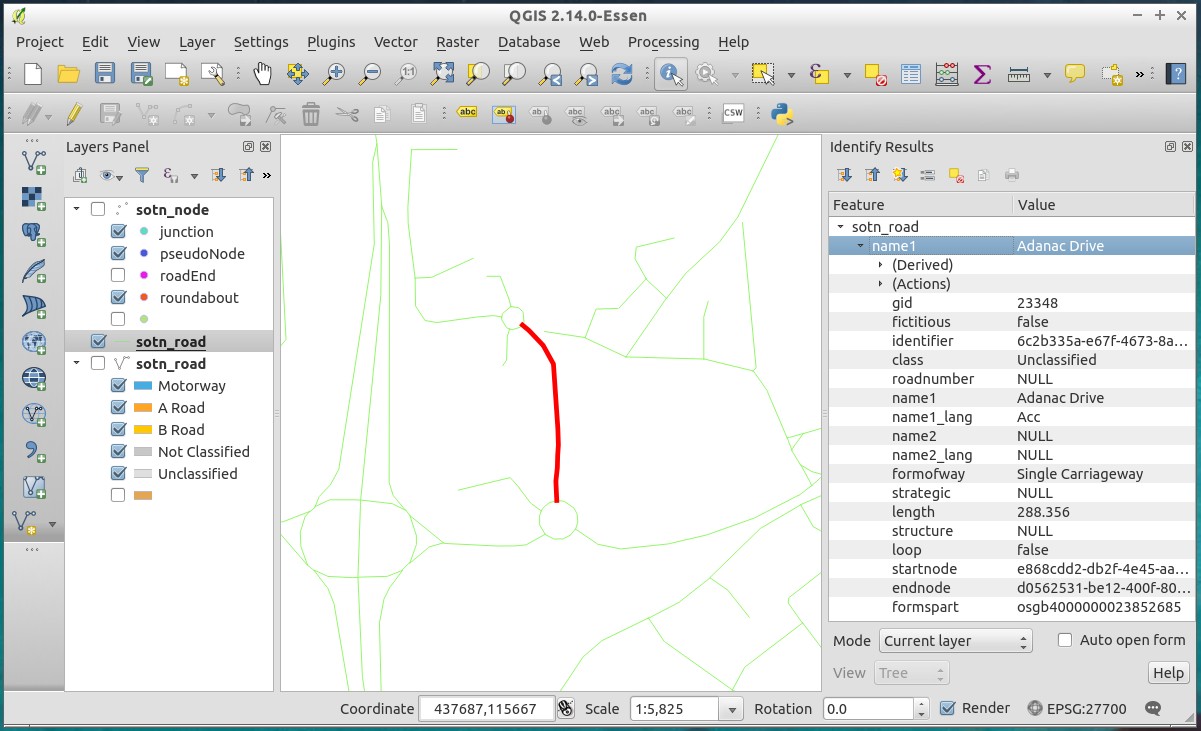 QGIS 2.14.0-Essen
Project Edit View Layer Settings Plugins Vector Raster Database Web Processing Help
abc ab abc CSW
Layers Panel
sotn_node
junction
pseudoNode
roadEnd
roundabout
sotn_road
sotn_road
Motorway
A Road
B Road
Not Classified
Unclassified
Identify Results
Feature Value
sotn_road
name1 Adanac Drive
(Derived)
(Actions)
gid 23348
fictitious false
identifier 6c2b335a-e67f-4673-8a...
class Unclassified
roadnumber NULL
name1 Adanac Drive
name1_lang Acc
name2 NULL
name2_lang NULL
formofway Single Carriageway
strategic NULL
length 288.356
structure NULL
loop false
startnode e868cdd2-db2f-4e45-aa...
endnode d0562531-be12-400f-80...
formspart osgb4000000023852685
Mode Current layer Auto open form
View Tree Help
Coordinate 437687,115667 Scale 1:5,825 Rotation 0.0 Render EPSG:27700